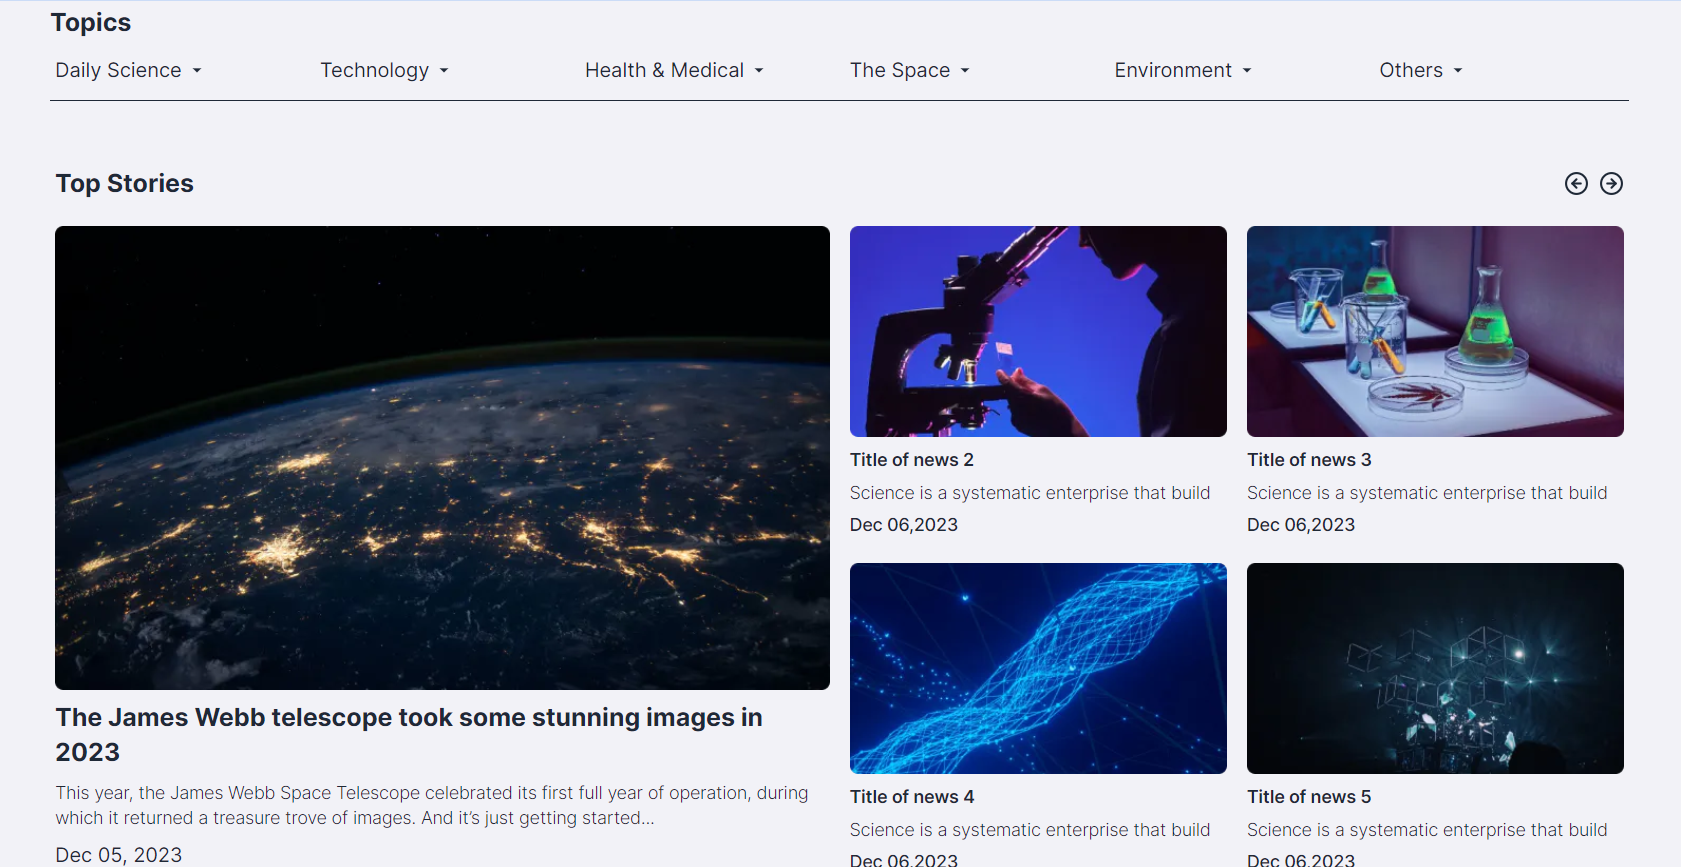 Topics
Daily Science
Technology
Health & Medical
The Space
Environment
Others
Top Stories
The James Webb telescope took some stunning images in
2023
This year, the James Webb Space Telescope celebrated its first full year of operation, during
which it returned a treasure trove of images. And it’s just getting started...
Dec 05, 2023
Title of news 2
Science is a systematic enterprise that build
Dec 06,2023
Title of news 3
Science is a systematic enterprise that build
Dec 06,2023
Title of news 4
Science is a systematic enterprise that build
Dec 06,2023
Title of news 5
Science is a systematic enterprise that build
Dec 06,2023